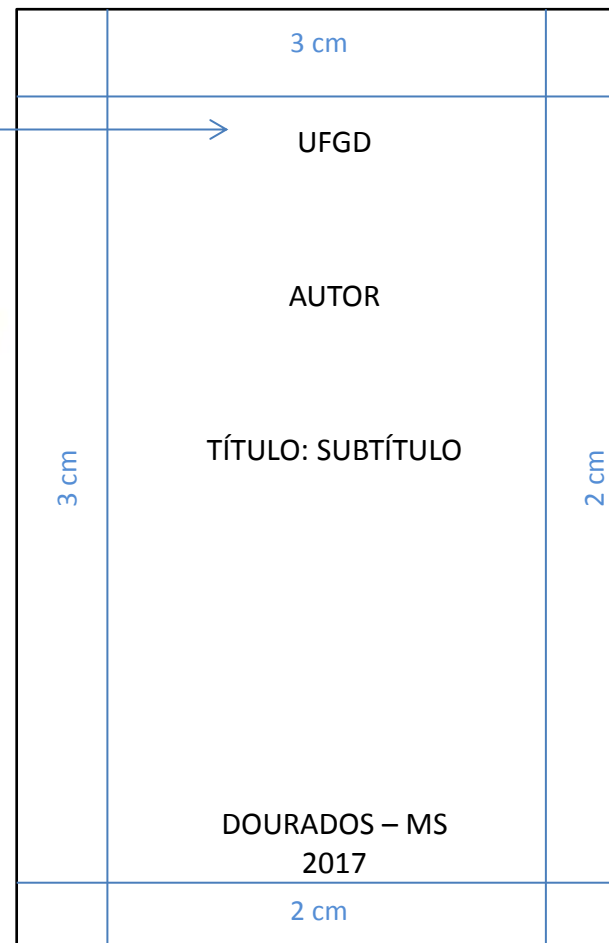 3 cm
UFGD
AUTOR
TÍTULO: SUBTÍTULO
3 cm
2 cm
DOURADOS – MS
2017
2 cm